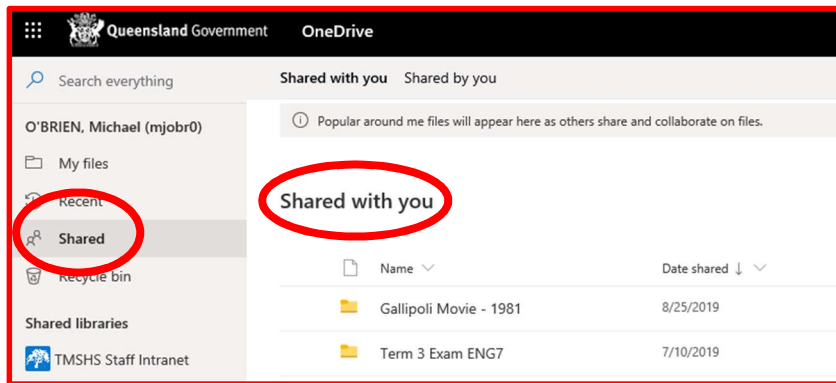 Queensland Government OneDrive
Search everything
Shared with you Shared by you
Popular around me files will appear here as others share and collaborate on files.
O'BRIEN, Michael (mjobr0)
My files
Recent
Shared
Recycle bin
Shared libraries
TMSHS Staff Intranet
Shared with you
Name Date shared ↓
Gallipoli Movie - 1981 8/25/2019
Term 3 Exam ENG7 7/10/2019